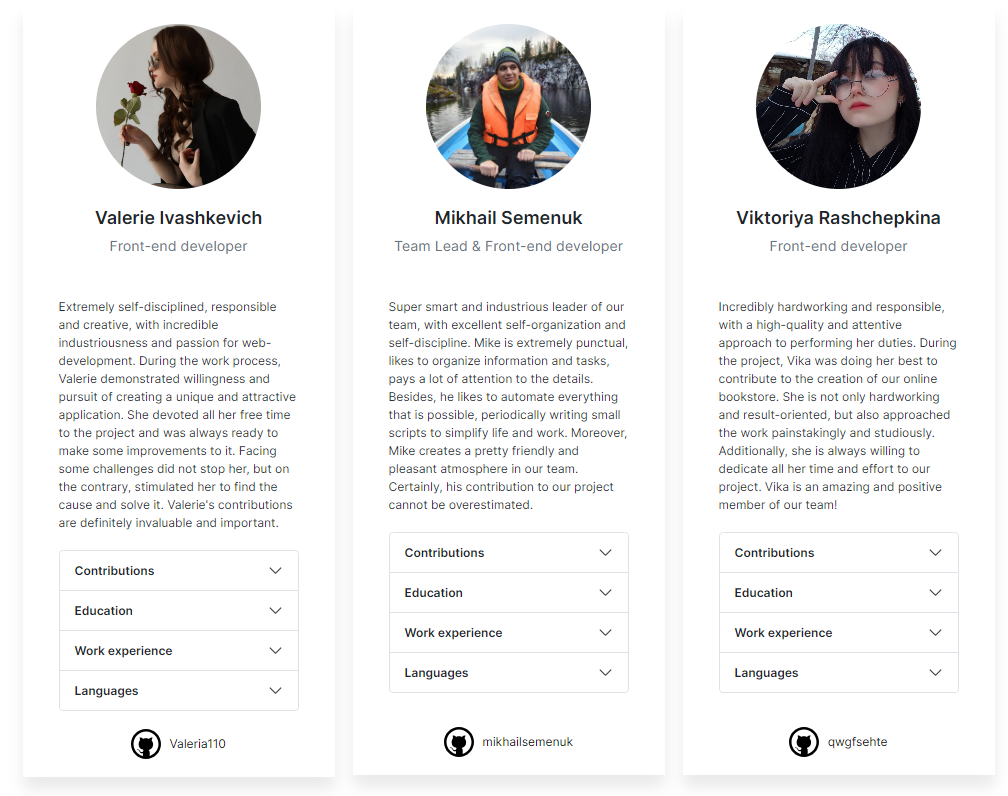 Valerie Ivashkevich
Front-end developer
Extremely self-disciplined, responsible
and creative, with incredible
industriousness and passion for web-
development. During the work process,
Valerie demonstrated willingness and
pursuit of creating a unique and attractive
application. She devoted all her free time
to the project and was always ready to
make some improvements to it. Facing
some challenges did not stop her, but on
the contrary, stimulated her to find the
cause and solve it. Valerie's contributions
are definitely invaluable and important.
Contributions
Education
Work experience
Languages
Valeria110
Mikhail Semenuk
Team Lead & Front-end developer
Super smart and industrious leader of our
team, with excellent self-organization and
self-discipline. Mike is extremely punctual,
likes to organize information and tasks,
pays a lot of attention to the details.
Besides, he likes to automate everything
that is possible, periodically writing small
scripts to simplify life and work. Moreover,
Mike creates a pretty friendly and
pleasant atmosphere in our team.
Certainly, his contribution to our project
cannot be overestimated.
Contributions
Education
Work experience
Languages
mikhailsemenuk
Viktoriya Rashchepkina
Front-end developer
Incredibly hardworking and responsible,
with a high-quality and attentive
approach to performing her duties. During
the project, Vika was doing her best to
contribute to the creation of our online
bookstore. She is not only hardworking
and result-oriented, but also approached
the work painstakingly and studiously.
Additionally, she is always willing to
dedicate all her time and effort to our
project. Vika is an amazing and positive
member of our team!
Contributions
Education
Work experience
Languages
qwgfsehte